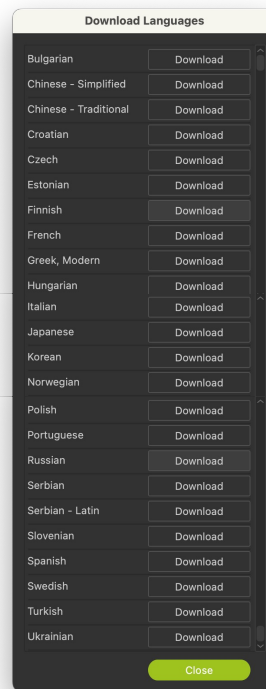 Download Languages
Bulgarian Download
Chinese - Simplified Download
Chinese - Traditional Download
Croatian Download
Czech Download
Estonian Download
Finnish Download
French Download
Greek, Modern Download
Hungarian Download
Italian Download
Japanese Download
Korean Download
Norwegian Download
Polish Download
Portuguese Download
Russian Download
Serbian Download
Serbian - Latin Download
Slovenian Download
Spanish Download
Swedish Download
Turkish Download
Ukrainian Download
Close